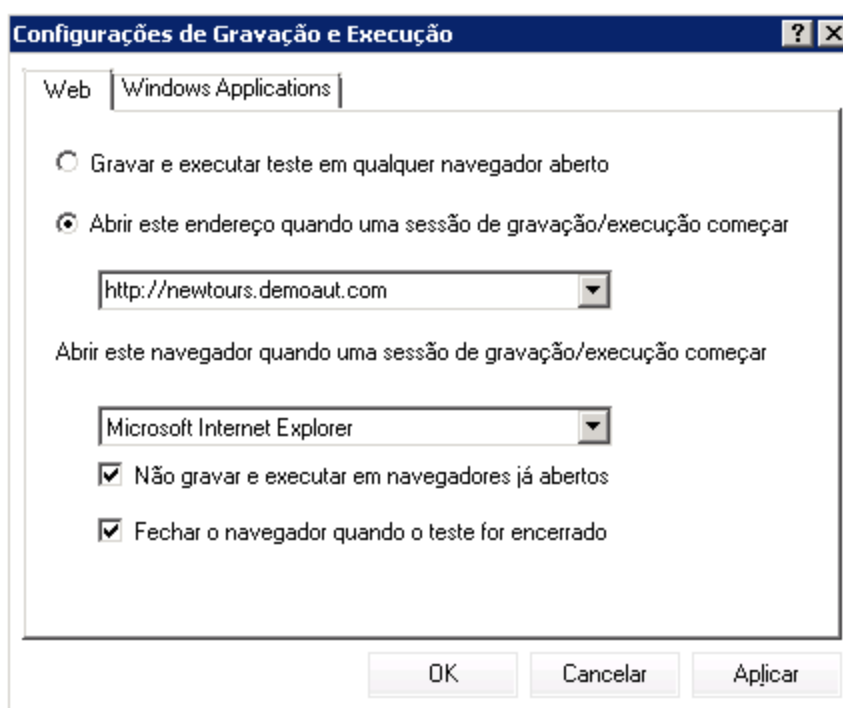 Configurações de Gravação e Execução
Web
Windows Applications
Gravar e executar teste em qualquer navegador aberto
Abrir este endereço quando uma sessão de gravação/execução começar
http://newtours.demoaut.com
Abrir este navegador quando uma sessão de gravação/execução começar
Microsoft Internet Explorer
Não gravar e executar em navegadores já abertos
Fechar o navegador quando o teste for encerrado
OK
Cancelar
Aplicar